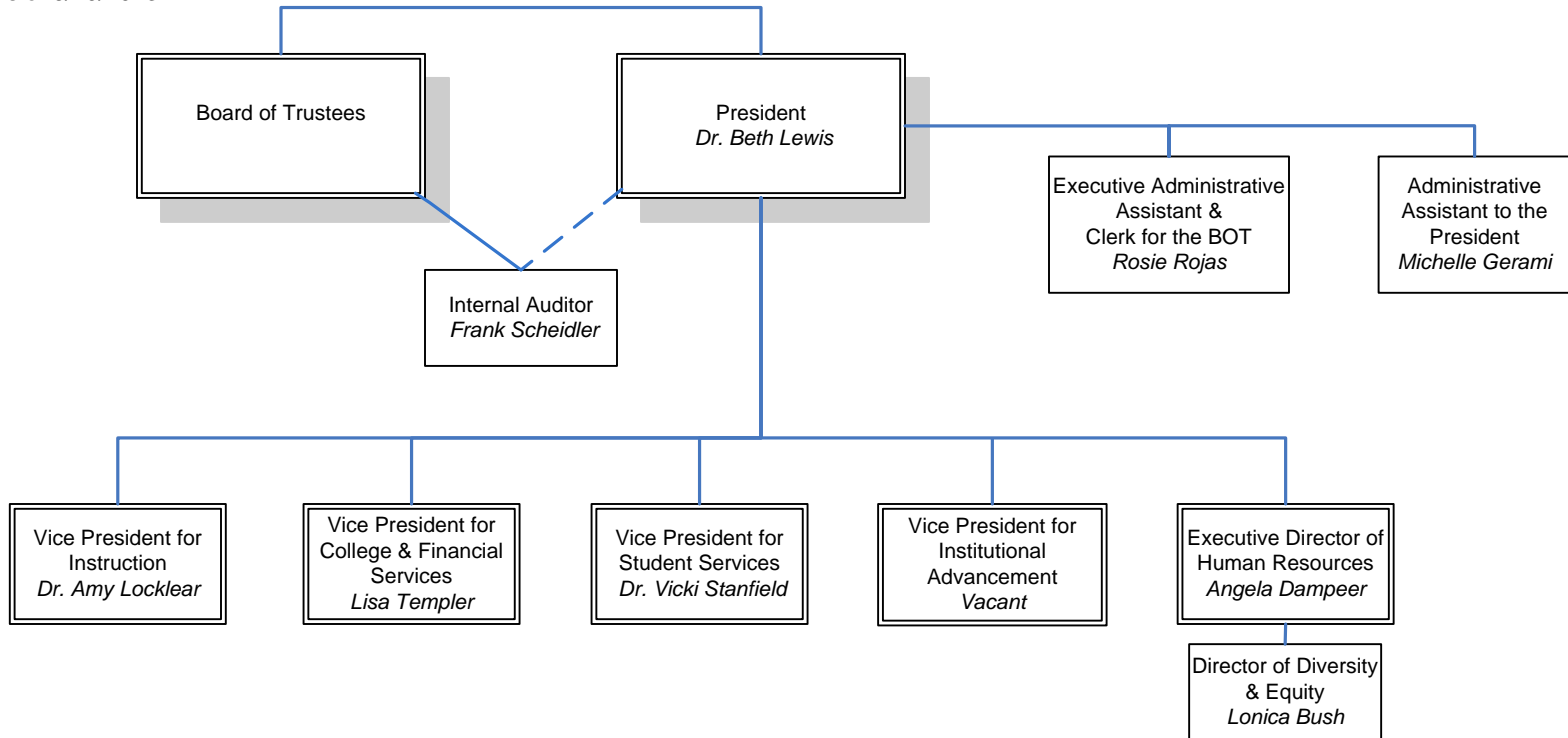 Board of Trustees
President
Dr. Beth Lewis
Executive Administrative
Assistant &
Clerk for the BOT
Rosie Rojas
Administrative
Assistant to the
President
Michelle Gerami
Internal Auditor
Frank Scheidler
Vice President for
Instruction
Dr. Amy Locklear
Vice President for
College & Financial
Services
Lisa Templer
Vice President for
Student Services
Dr. Vicki Stanfield
Vice President for
Institutional
Advancement
Vacant
Executive Director of
Human Resources
Angela Dampeer
Director of Diversity
& Equity
Lonica Bush